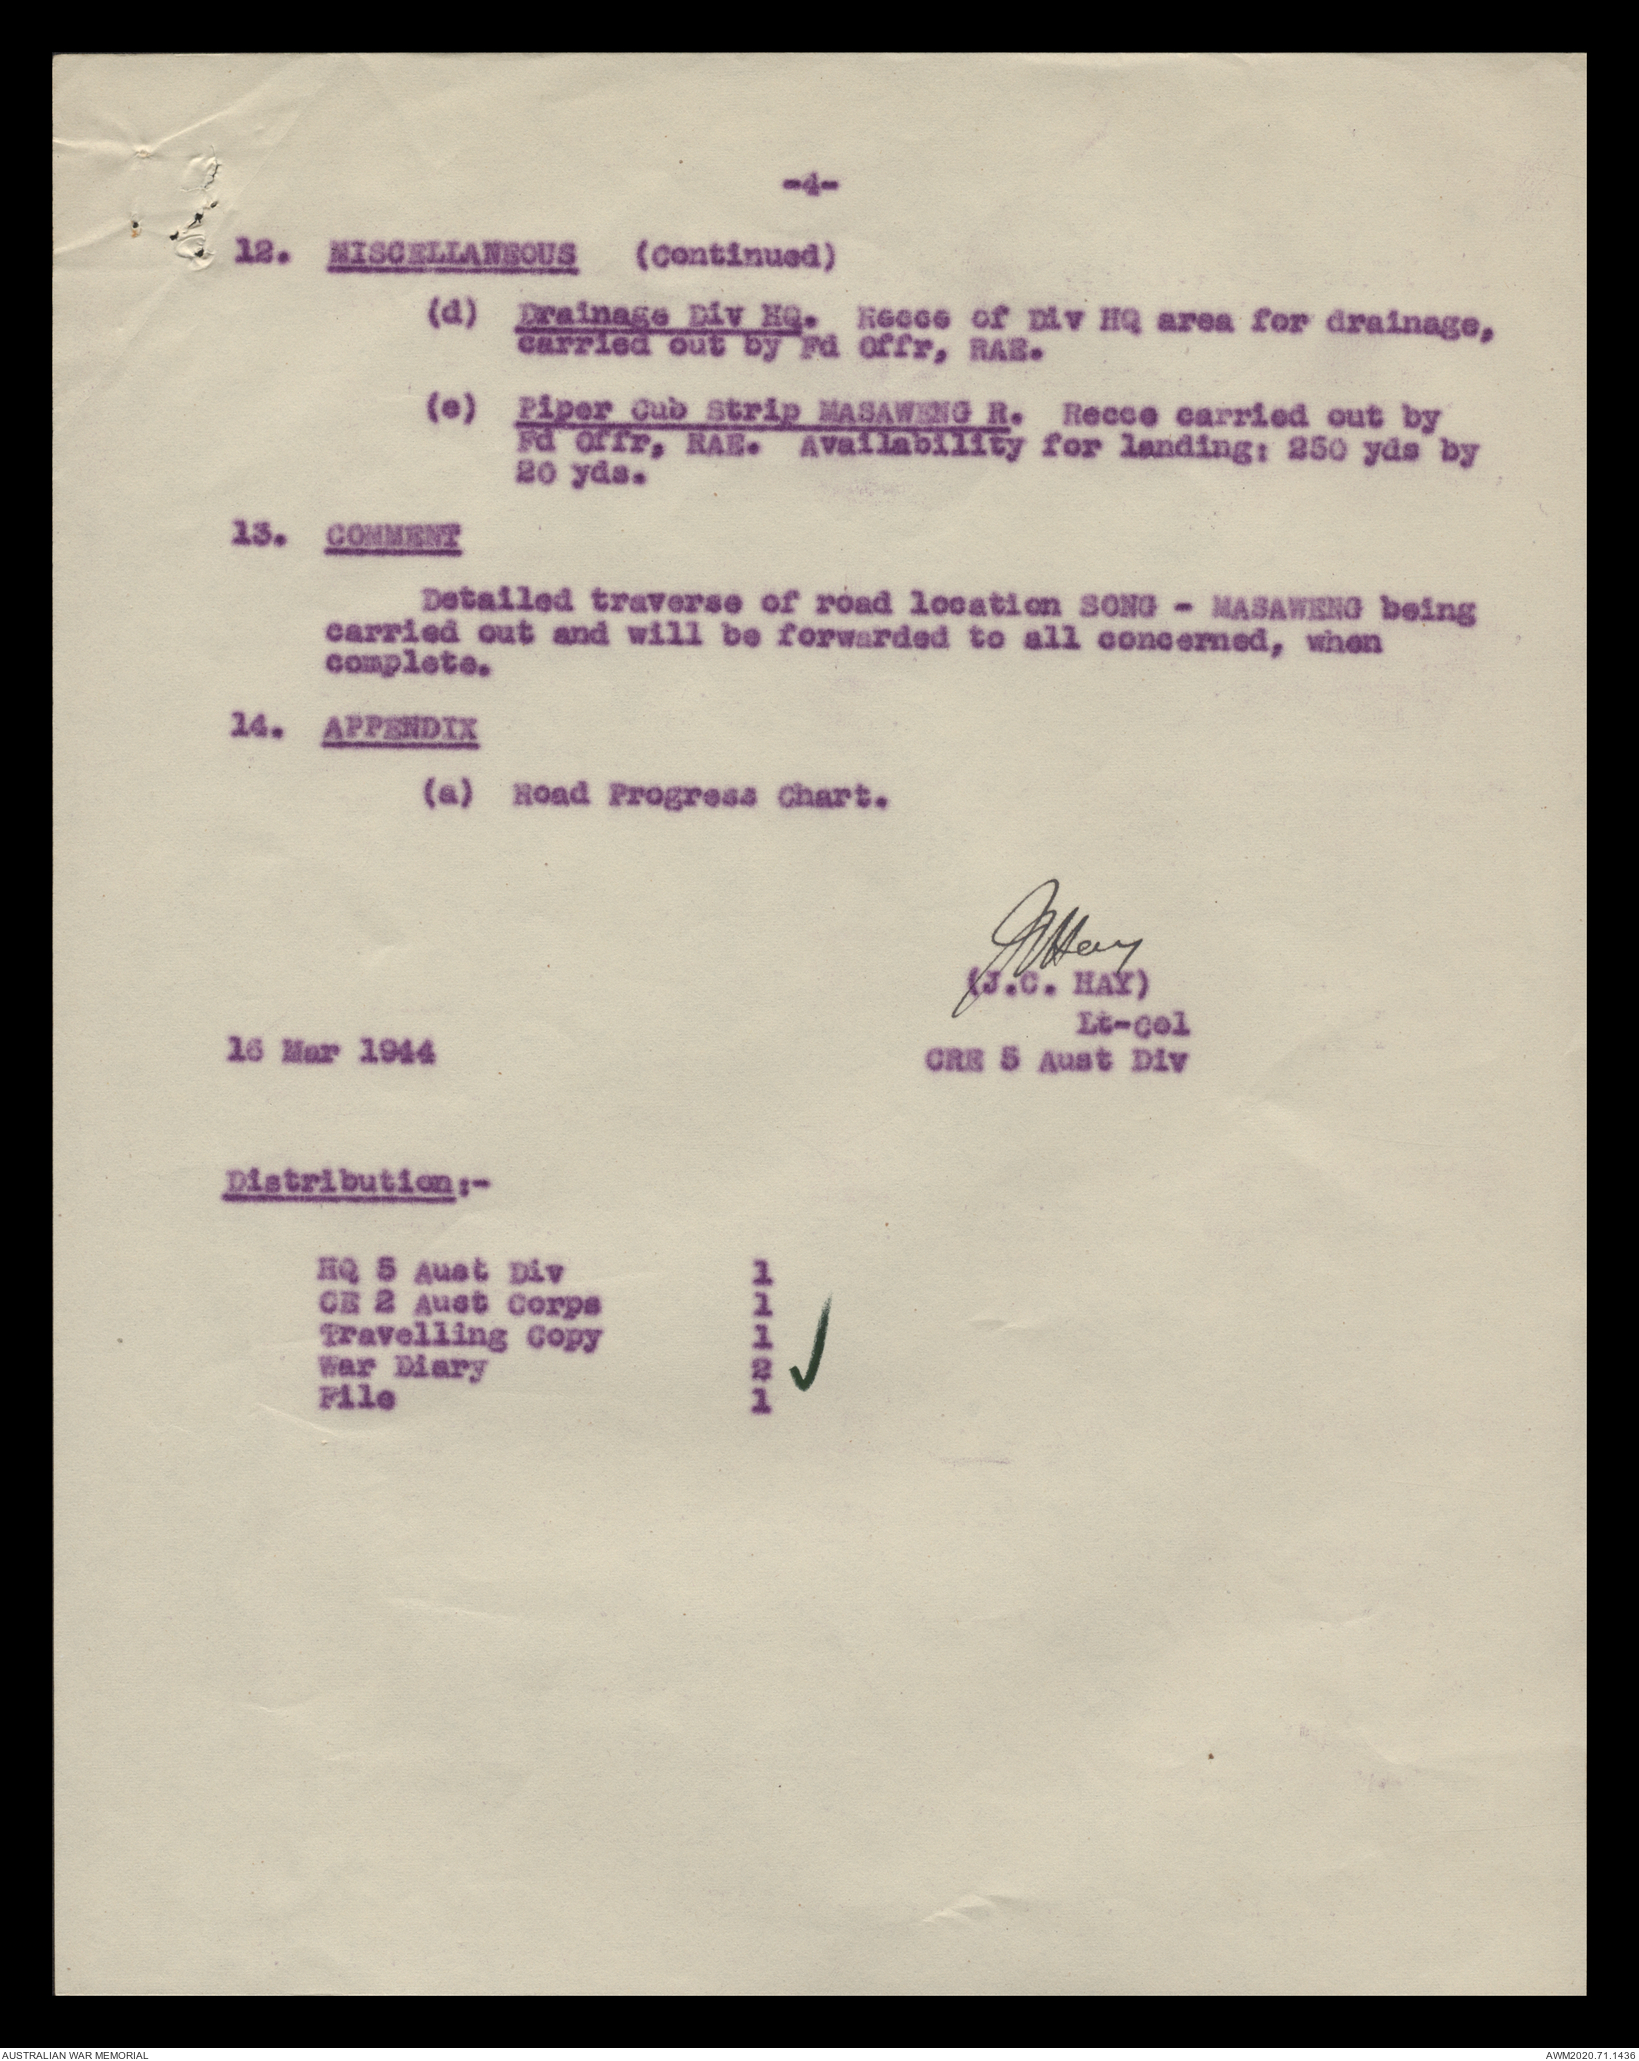 -4-
12. MISCELLANEOUS (Continued)
(d) Drainage Div HQ. Recce of Div HQ area for drainage,
carried out by Fd Offr, RAE.
(e) Piper Cub Strip MASAWENG R. Recce carried out by
Fd Offr, RAE. Availability for landing: 250 yds by
20 yds.
13. COMMENT
Detailed traverse of road location SONG - MASAWENG being
carried out and will be forwarded to all concerned, when
complete.
14. APPENDIX
(a) Road Progress Chart.
JCHay
(J.C. HAY)
Lt-Col
16 Mar 1944
CRE 5 Aust Div
Distribution:-
HQ 5 Aust Div 1
CE 2 Aust Corps 1
Travelling Copy 1
War Diary 2 ✓
File 1
AUSTRALIAN WAR MEMORIAL
AWM2020.71.1436